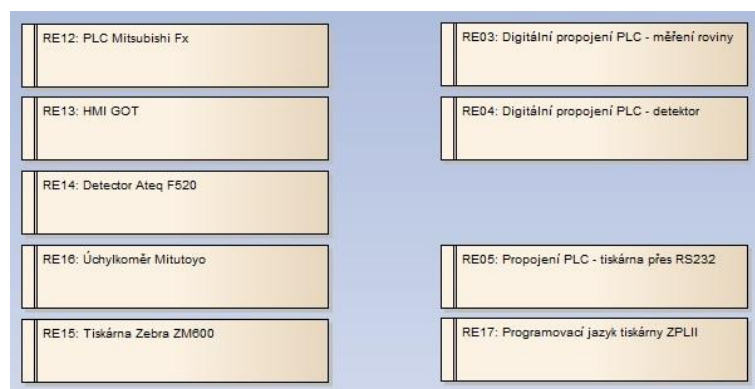 RE12: PLC Mitsubishi Fx
RE13: HMI GOT
RE14: Detector Ateq F520
RE16: Úchylkoměr Mitutoyo
RE15: Tiskárna Zebra ZM600
RE03: Digitální propojení PLC - měření roviny
RE04: Digitální propojení PLC - detektor
RE05: Propojení PLC - tiskárna přes RS232
RE17: Programovací jazyk tiskárny ZPLII